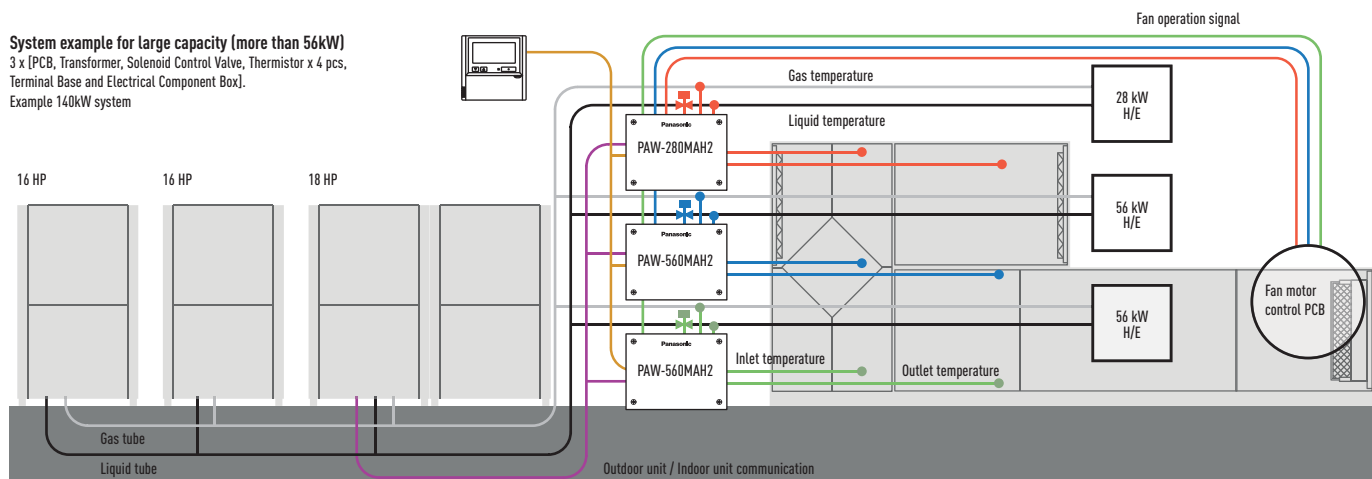 System example for large capacity (more than 56kW)
3 x [PCB, Transformer, Solenoid Control Valve, Thermistor x 4 pcs,
Terminal Base and Electrical Component Box].
Example 140kW system
Fan operation signal
Gas temperature
Liquid temperature
28 kW
H/E
Panasonic
PAW-280MAH2
16 HP
16 HP
18 HP
56 kW
H/E
Panasonic
PAW-560MAH2
Fan motor
control PCB
56 kW
H/E
Panasonic
PAW-560MAH2
Inlet temperature
Outlet temperature
Gas tube
Liquid tube
Outdoor unit / Indoor unit communication